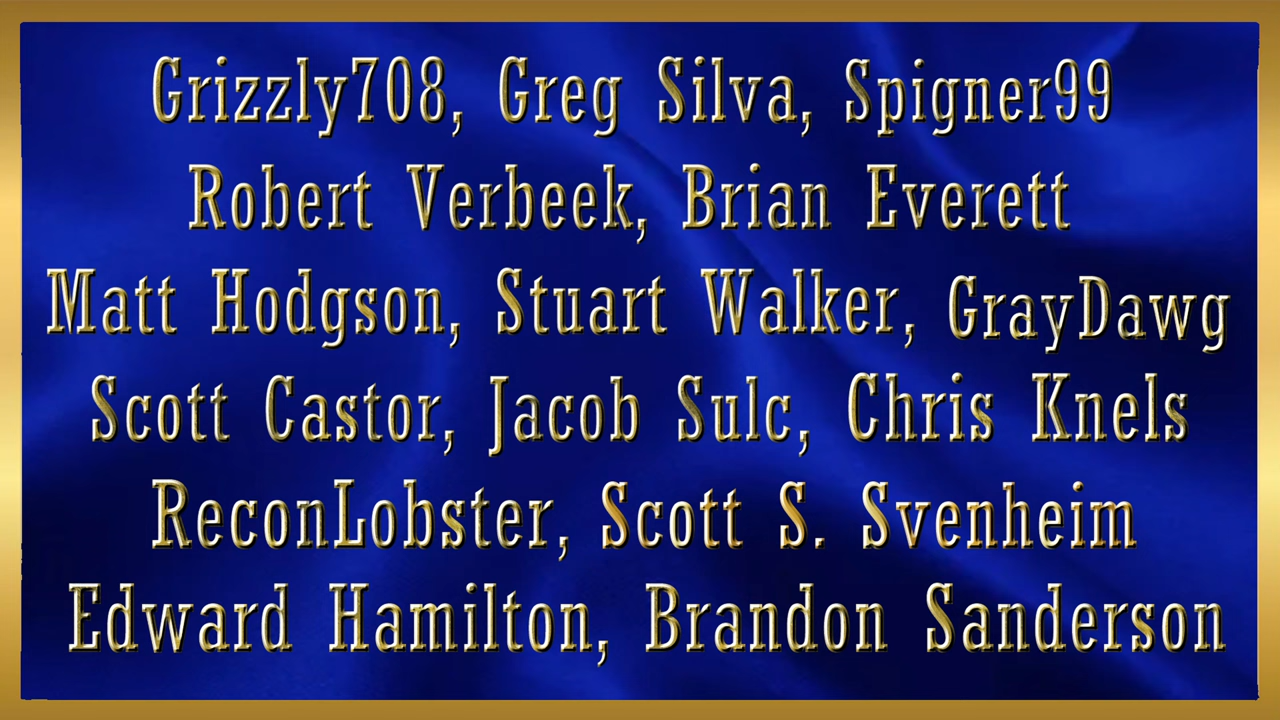 Grizzly708, Greg Silva, Spigner99
Robert Verbeek, Brian Everett
Matt Hodgson, Stuart Walker, GrayDawg
Scott Castor, Jacob Sulc, Chris Knels
ReconLobster, Scott S. Svenheim
Edward Hamilton, Brandon Sanderson